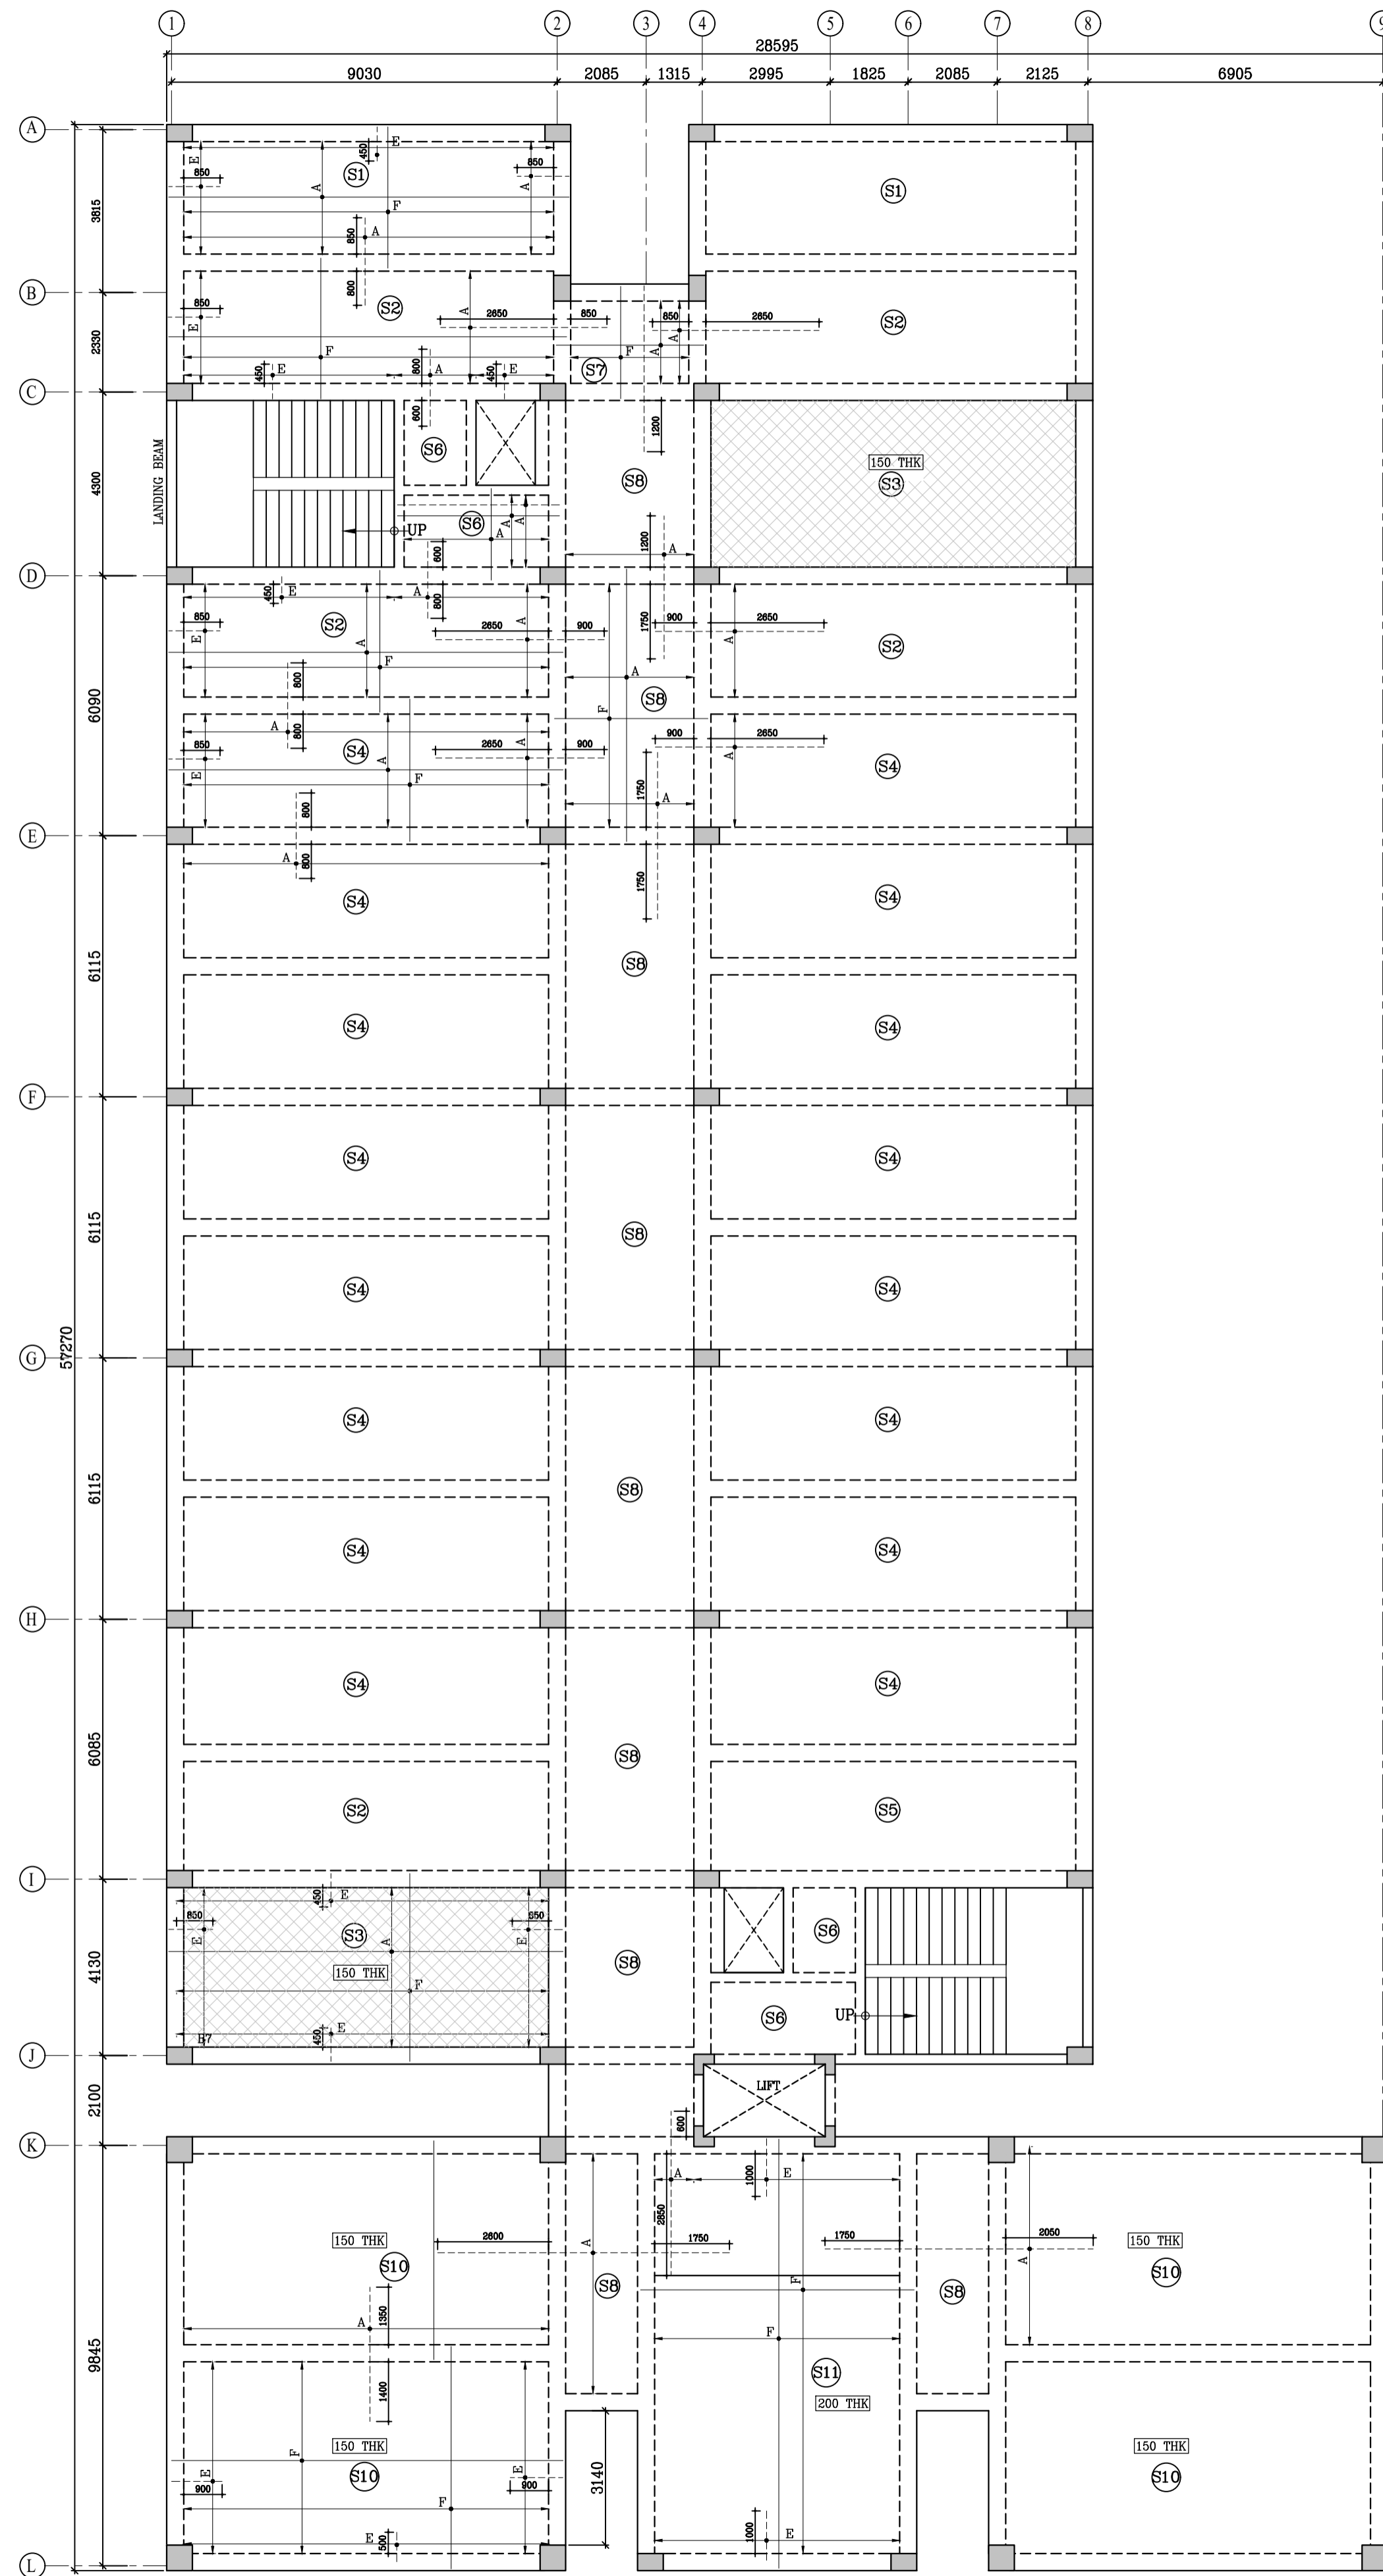 1 2 3 4 5 6 7 8 9
28595
9030 2085 1315 2995 1825 2085 2125 6905
A
E 450 E
850 S1 850 S1
3815 A A
F
850 A
B
800 S2 A 2650 850 850 2650 S2
850 E
2330 A A
F 800 F
450 E A 450 E S7
C
600 1200
LANDING BEAM S6 150 THK
4300 S8 S3
S6 A A
UP A 1200
600 A
D
450 E A 800
850 S2 2650 900 1750 900 2650
E A A A S2
F
800 A
6090 S8
F
A 800 900 2650
850 S4 A 2650 900 S4
E A 1750 A
F
800 A
E
A 800 1750
S4 S4
S8
6115
S4 S4
F
S4 S4
6115 S8
S4 S4
57270
G
S4 S4
6115 S8
S4 S4
H
S4 S4
6085 S8
S2 S5
I
450 E
850 S3 650 S6
E A E S8
4130 150 THK
F S6 UP
450 E
B7
J
2100 LIFT
600
K
A E
1000
2850
150 THK 2600 A 1750 1750 2050 150 THK
S10 A S10
F
S8 S8
1350
A F
9845 S11
1400 200 THK
150 THK 150 THK
F
S10 S10
E E
900 900 3140
F
E 500 1000 E
L